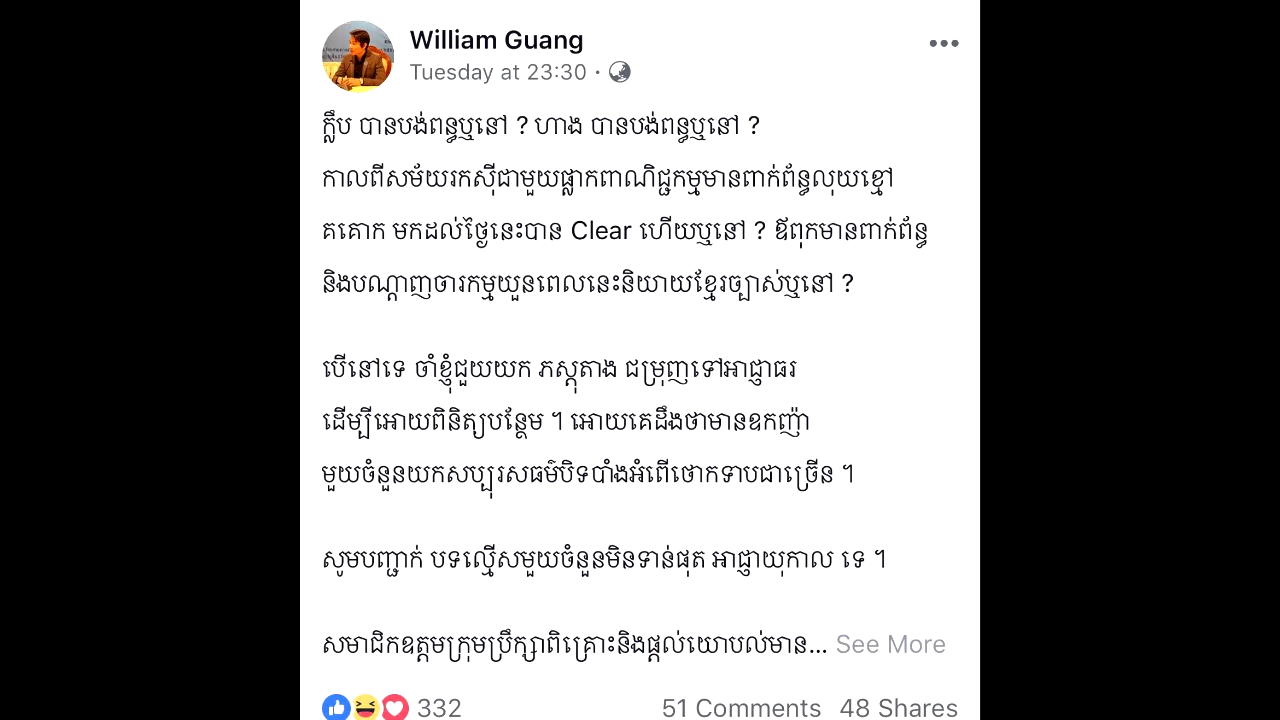 William Guang
Tuesday at 23:30 ·
ក្លឹប បានបង់ពន្ធឬនៅ ? ហាង បានបង់ពន្ធឬនៅ ?
កាលពីសម័យរកស៊ីជាមួយផ្លាកពាណិជ្ជកម្មមានពាក់ព័ន្ធលុយខ្មៅ
គគោក មកដល់ថ្ងៃនេះបាន Clear ហើយឬនៅ ? ឪពុកមានពាក់ព័ន្ធ
និងបណ្តាញចារកម្មយួនពេលនេះនិយាយខ្មែរច្បាស់ឬនៅ ?
បើនៅទេ ចាំខ្ញុំជួយយក ភស្តុតាង ជម្រុញទៅអាជ្ញាធរ
ដើម្បីអោយពិនិត្យបន្ថែម ។ អោយគេដឹងថាមានឧកញ៉ា
មួយចំនួនយកសប្បុរសធម៌បិទបាំងអំពើថោកទាបជាច្រើន ។
សូមបញ្ជាក់ បទល្មើសមួយចំនួនមិនទាន់ផុត អាជ្ញាយុកាល ទេ ។
សមាជិកឧត្តមក្រុមប្រឹក្សាពិគ្រោះនិងផ្តល់យោបល់មាន... See More
332 51 Comments 48 Shares